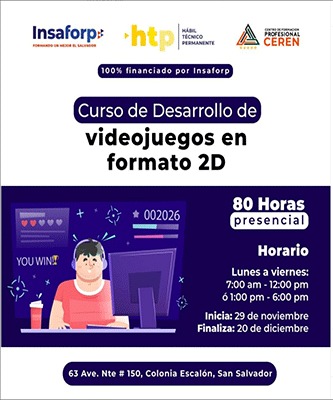 Insaforp
FORMANDO UN MEJOR EL SALVADOR
htp
HÁBIL
TÉCNICO
PERMANENTE
CENTRO DE FORMACIÓN
PROFESIONAL
CEREN
100% financiado por Insaforp
Curso de Desarrollo de
videojuegos en
formato 2D
002026
YOU WIN!!
80 Horas
presencial
Horario
Lunes a viernes:
7:00 am - 12:00 pm
ó 1:00 pm - 6:00 pm
Inicia: 29 de noviembre
Finaliza: 20 de diciembre
63 Ave. Nte # 150, Colonia Escalón, San Salvador